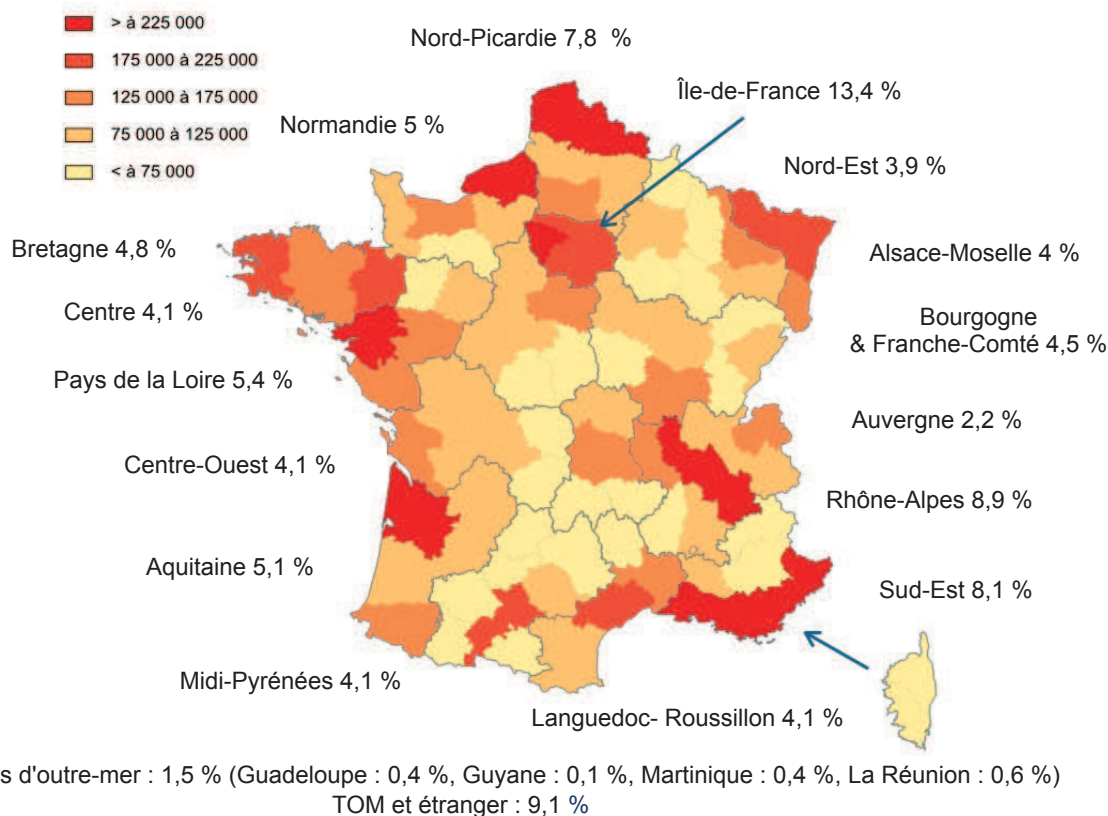 > à 225 000
175 000 à 225 000
125 000 à 175 000
75 000 à 125 000
< à 75 000
Nord-Picardie 7,8 %
Île-de-France 13,4 %
Normandie 5 %
Nord-Est 3,9 %
Bretagne 4,8 %
Alsace-Moselle 4 %
Centre 4,1 %
Bourgogne
& Franche-Comté 4,5 %
Pays de la Loire 5,4 %
Auvergne 2,2 %
Centre-Ouest 4,1 %
Rhône-Alpes 8,9 %
Aquitaine 5,1 %
Sud-Est 8,1 %
Midi-Pyrénées 4,1 %
Languedoc- Roussillon 4,1 %
s d'outre-mer : 1,5 % (Guadeloupe : 0,4 %, Guyane : 0,1 %, Martinique : 0,4 %, La Réunion : 0,6 %)
TOM et étranger : 9,1 %